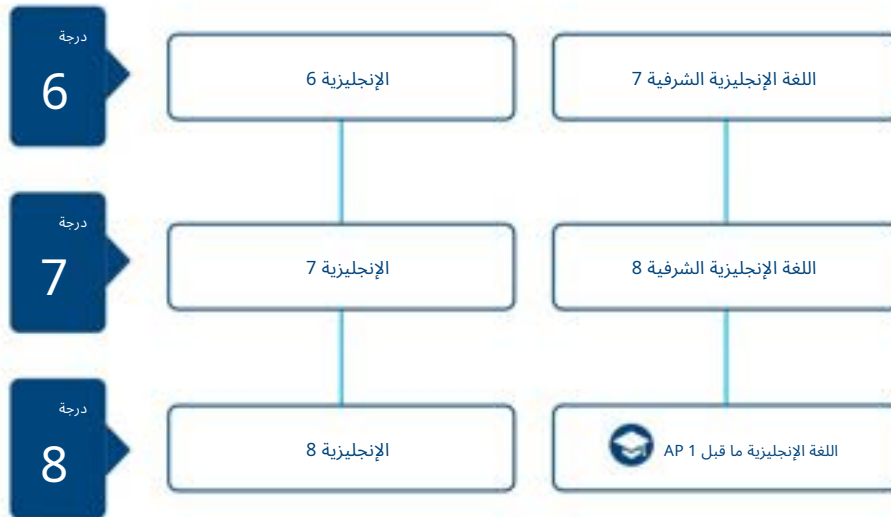 درجة
6
الإنجليزية 6
اللغة الإنجليزية الشرفية 7
درجة
7
الإنجليزية 7
اللغة الإنجليزية الشرفية 8
درجة
8
الإنجليزية 8
اللغة الإنجليزية ما قبل AP 1